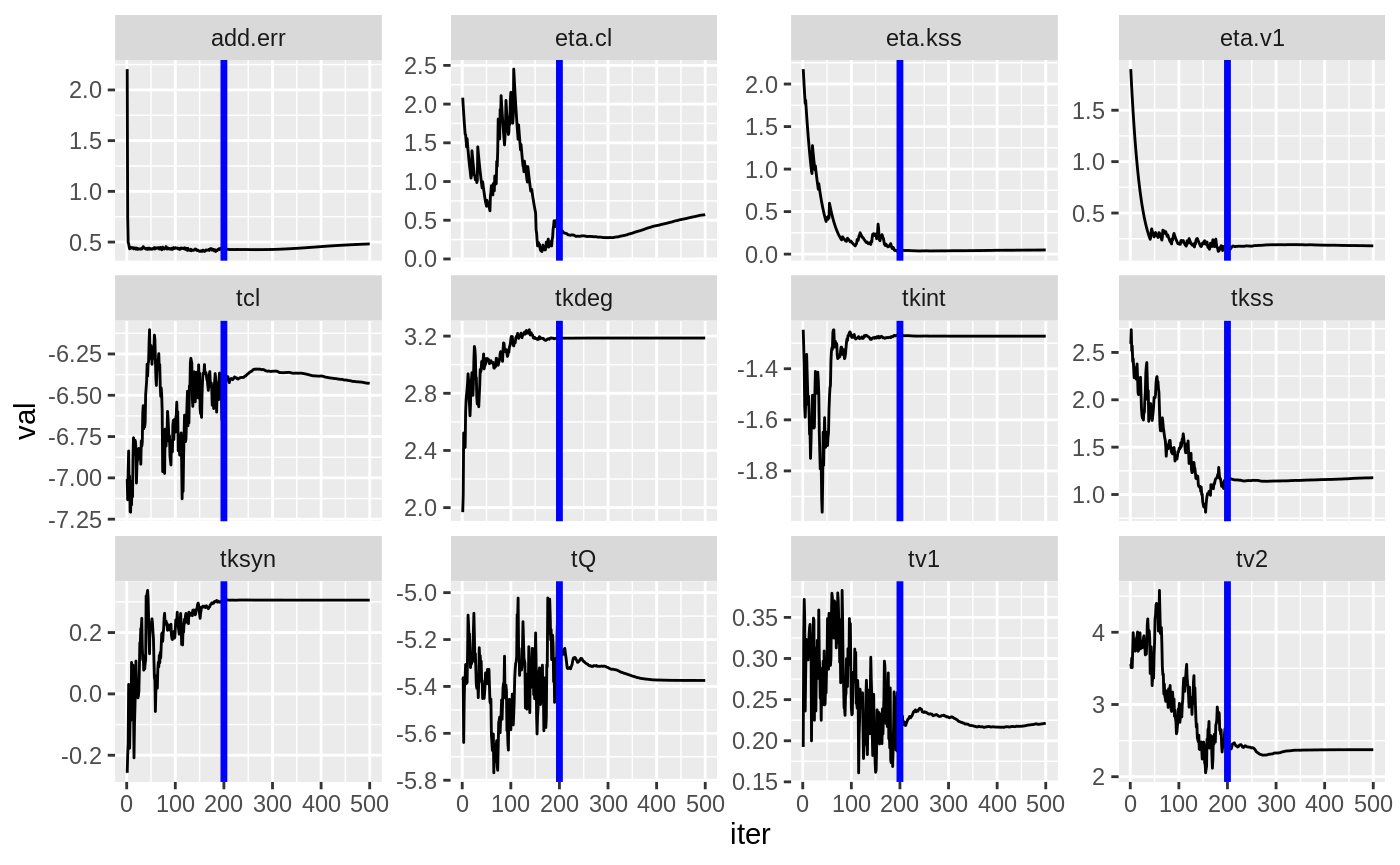 add.err eta.cl eta.kss eta.v1
2.0 2.5 2.0 1.5
1.5 2.0 1.5 1.0
1.0 1.5 1.0 0.5
0.5 1.0 0.5
0.5 0.0
0.0
tcl tkdeg tkint tkss
-6.25 3.2 -1.4 2.5
-6.50 2.8 -1.6 2.0
-6.75 2.4 -1.8 1.5
-7.00 2.0 1.0
-7.25
val
tksyn tQ tv1 tv2
0.2 -5.0 0.35 4
0.0 -5.2 0.30 3
-0.2 -5.4 0.25 2
-5.6 0.20
-5.8 0.15
0 100 200 300 400 500 0 100 200 300 400 500 0 100 200 300 400 500 0 100 200 300 400 500
iter